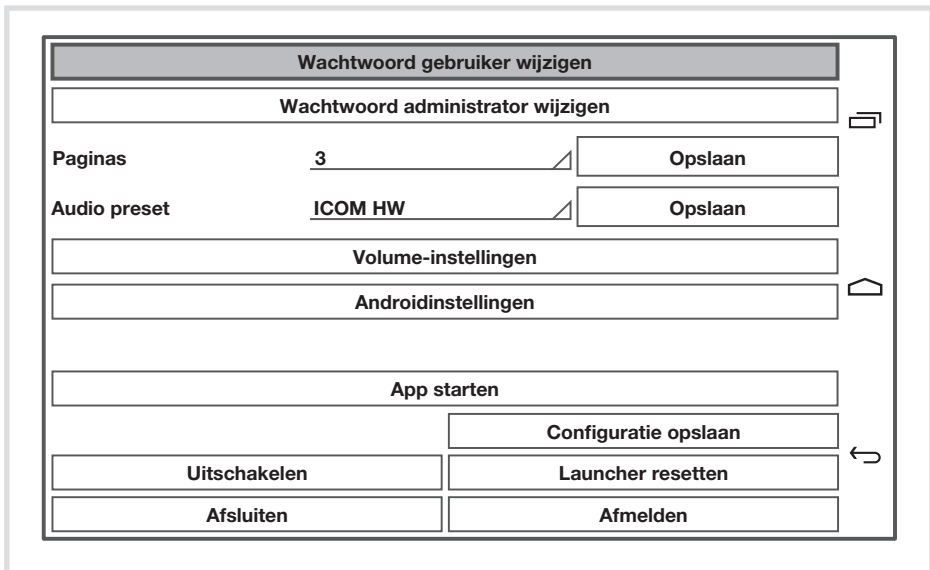 Wachtwoord gebruiker wijzigen
Wachtwoord administrator wijzigen
Paginas 3 Opslaan
Audio preset ICOM HW Opslaan
Volume-instellingen
Androidinstellingen
App starten
Configuratie opslaan
Uitschakelen Launcher resetten
Afsluiten Afmelden